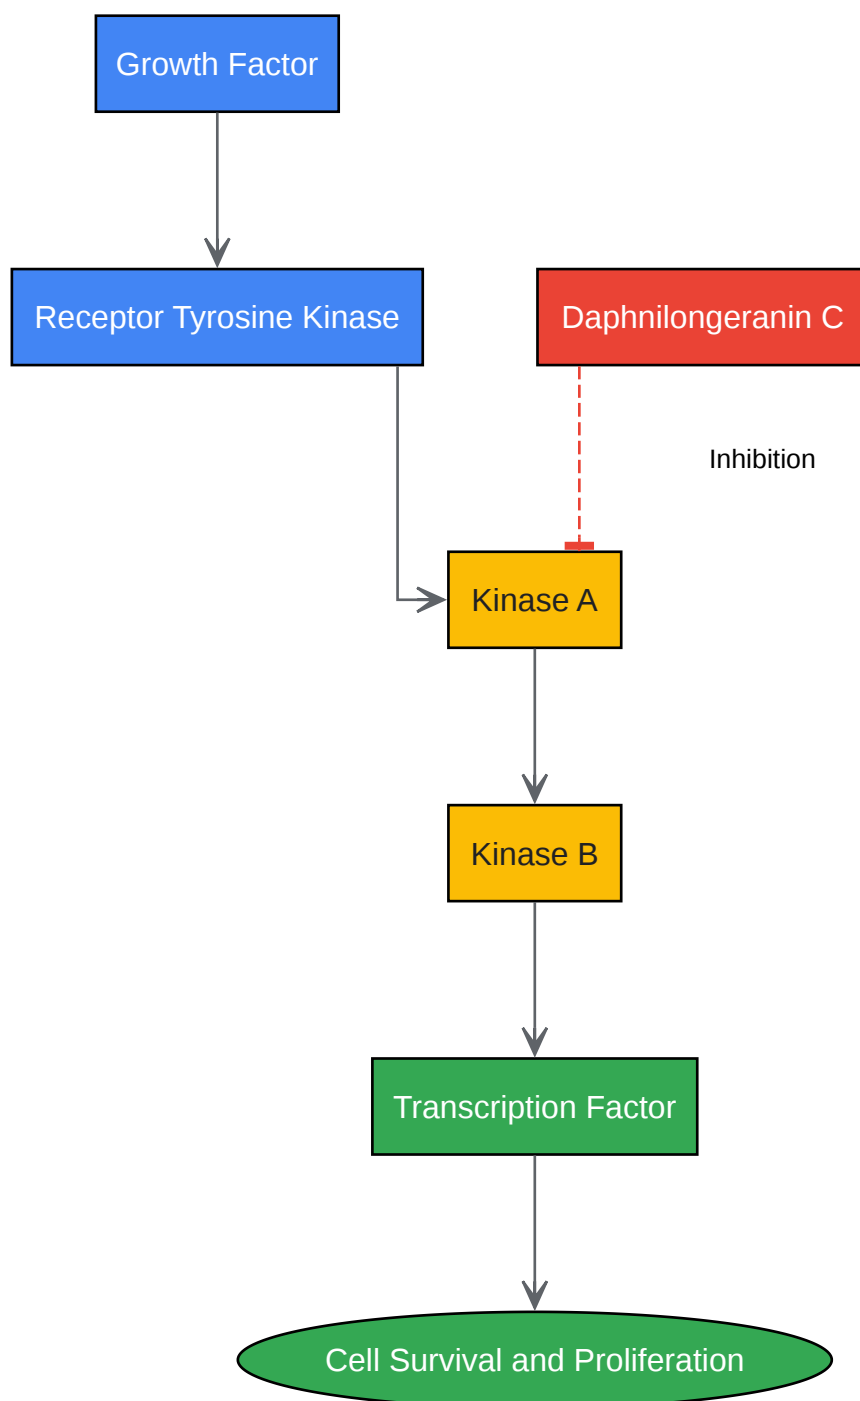 Growth Factor
Receptor Tyrosine Kinase
Daphnilongeranin C
Inhibition
Kinase A
Kinase B
Transcription Factor
Cell Survival and Proliferation